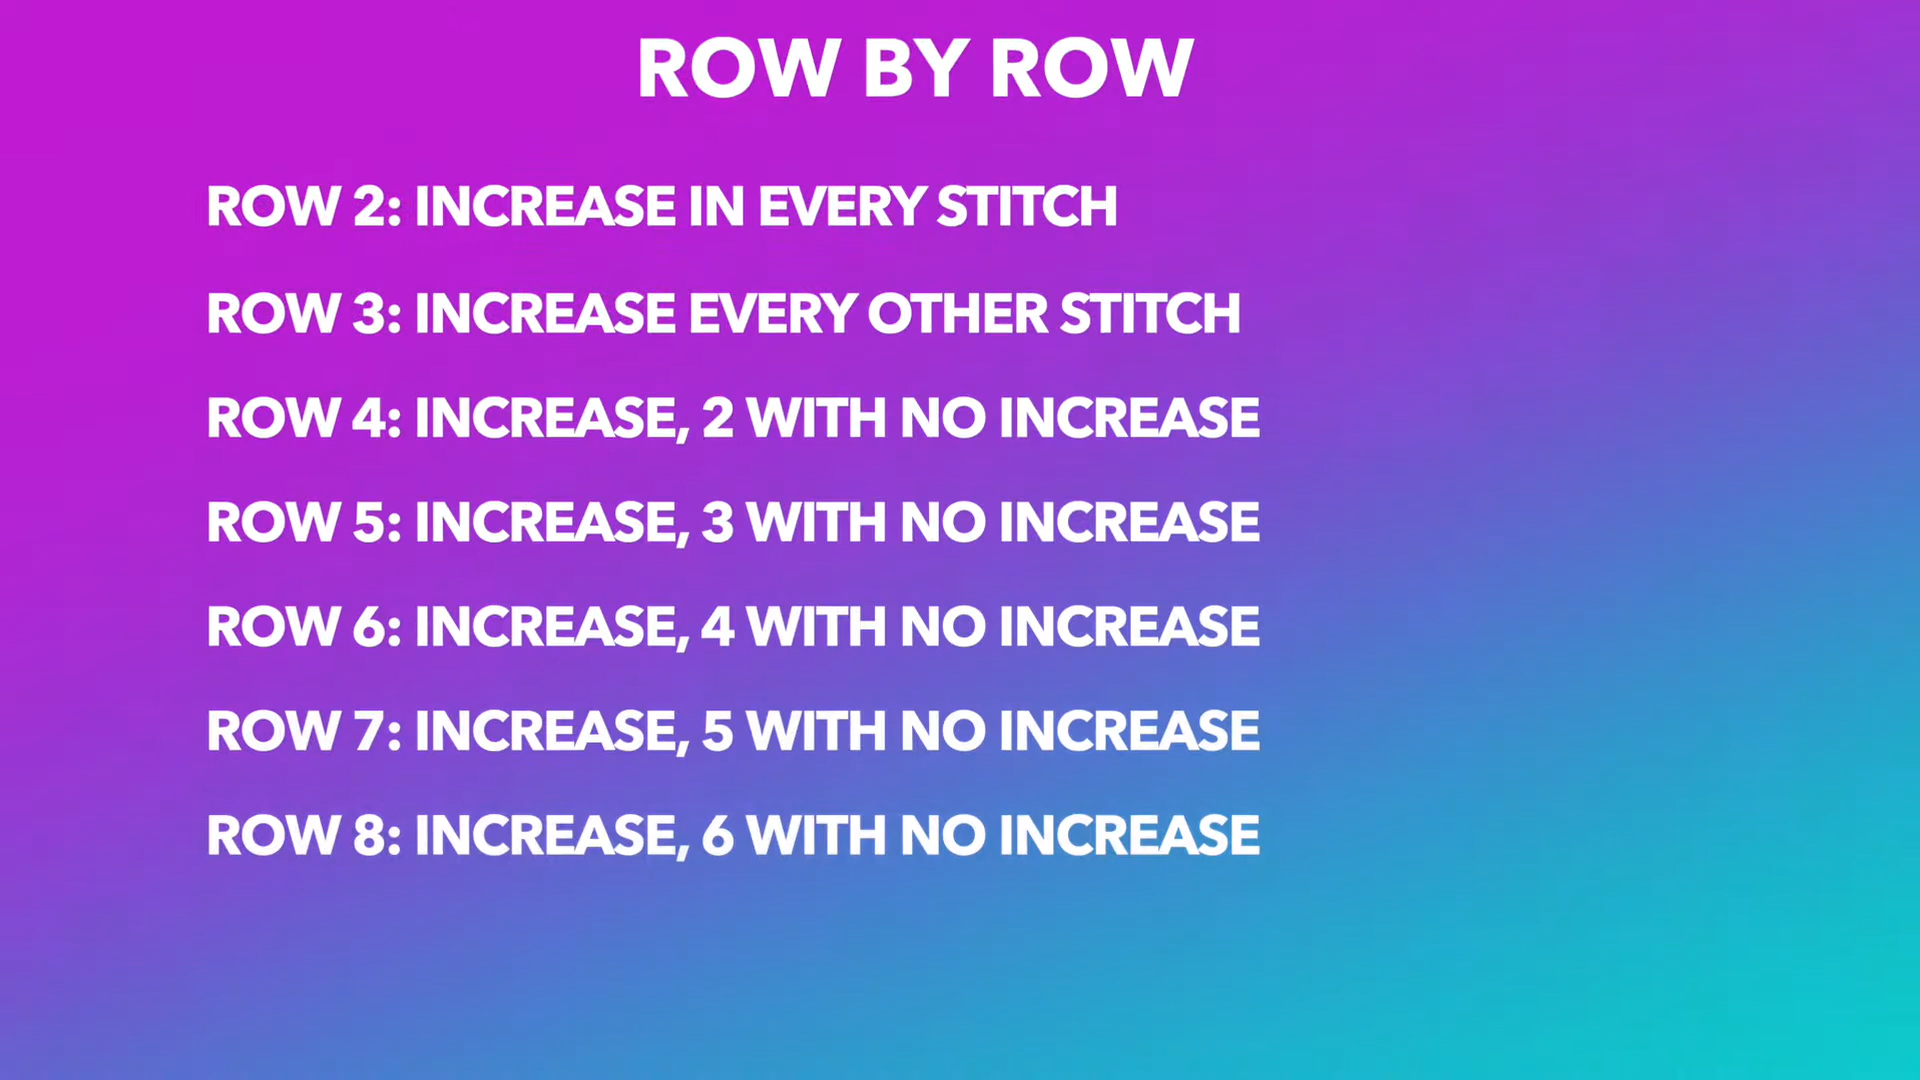 ROW BY ROW
ROW 2: INCREASE IN EVERY STITCH
ROW 3: INCREASE EVERY OTHER STITCH
ROW 4: INCREASE, 2 WITH NO INCREASE
ROW 5: INCREASE, 3 WITH NO INCREASE
ROW 6: INCREASE, 4 WITH NO INCREASE
ROW 7: INCREASE, 5 WITH NO INCREASE
ROW 8: INCREASE, 6 WITH NO INCREASE